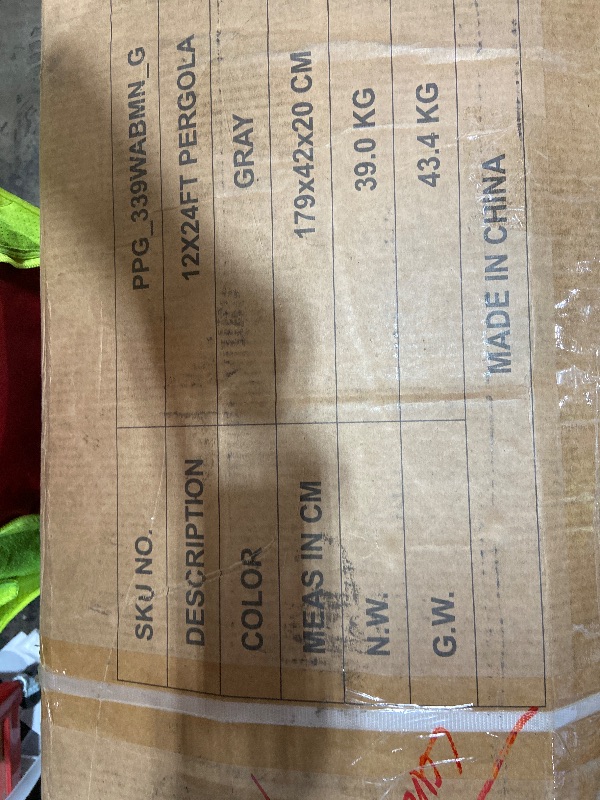 SKU NO. PPG_339WABMN_G
DESCRIPTION 12X24FT PERGOLA
COLOR GRAY
MEAS IN CM 179x42x20 CM
N.W. 39.0 KG
G.W. 43.4 KG
MADE IN CHINA